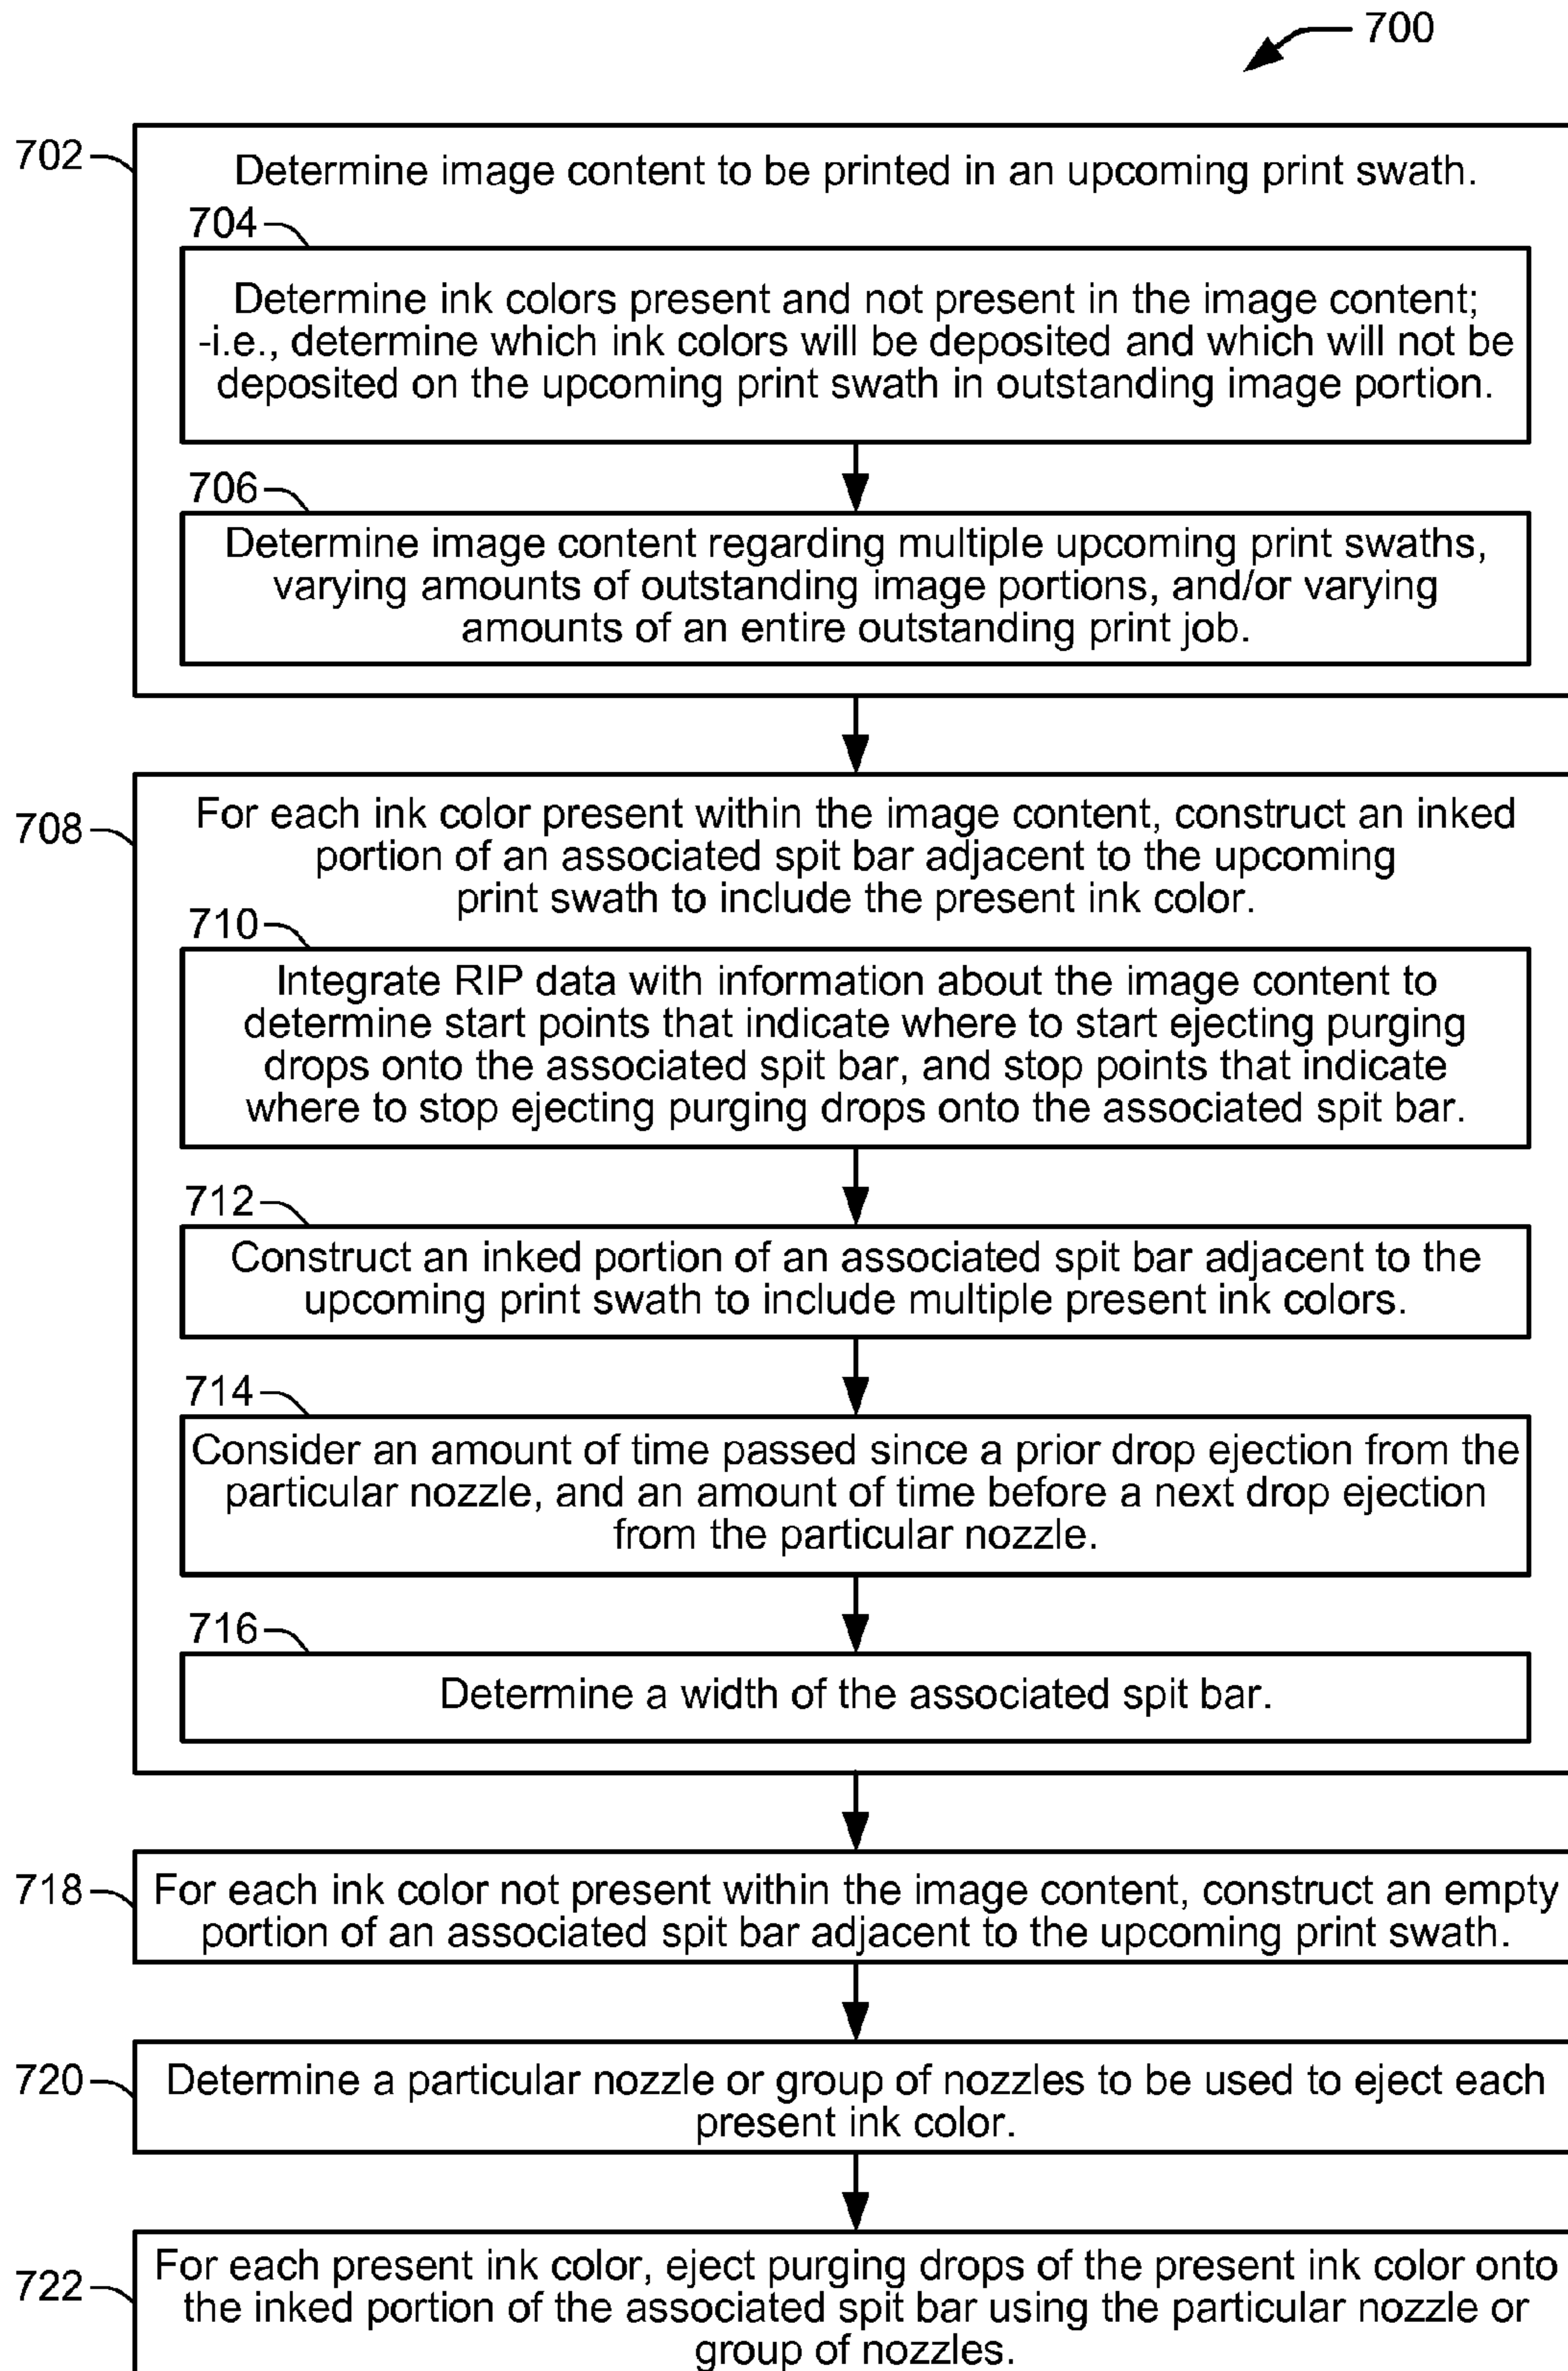 700
702
Determine image content to be printed in an upcoming print swath.
704
Determine ink colors present and not present in the image content;
-i.e., determine which ink colors will be deposited and which will not be
deposited on the upcoming print swath in outstanding image portion.
706
Determine image content regarding multiple upcoming print swaths,
varying amounts of outstanding image portions, and/or varying
amounts of an entire outstanding print job.
708
For each ink color present within the image content, construct an inked
portion of an associated spit bar adjacent to the upcoming
print swath to include the present ink color.
710
Integrate RIP data with information about the image content to
determine start points that indicate where to start ejecting purging
drops onto the associated spit bar, and stop points that indicate
where to stop ejecting purging drops onto the associated spit bar.
712
Construct an inked portion of an associated spit bar adjacent to the
upcoming print swath to include multiple present ink colors.
714
Consider an amount of time passed since a prior drop ejection from the
particular nozzle, and an amount of time before a next drop ejection
from the particular nozzle.
716
Determine a width of the associated spit bar.
718
For each ink color not present within the image content, construct an empty
portion of an associated spit bar adjacent to the upcoming print swath.
720
Determine a particular nozzle or group of nozzles to be used to eject each
present ink color.
722
For each present ink color, eject purging drops of the present ink color onto
the inked portion of the associated spit bar using the particular nozzle or
group of nozzles.